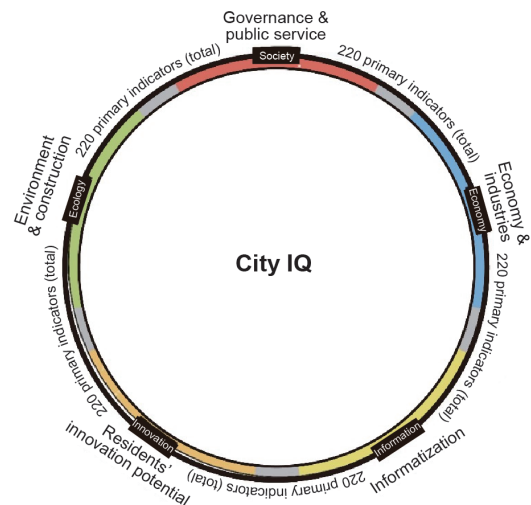 Governance &
public service
Society
220 primary indicators (total)
220 primary indicators (total)
Environment
& construction
Ecology
Economy
Economy &
industries
City IQ
220 primary indicators (total)
220 primary indicators (total)
Innovation
Residents'
innovation potential
220 primary indicators (total)
Information
Informatization